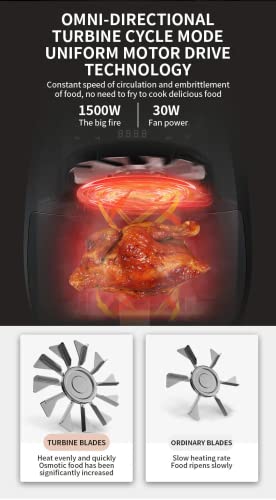 OMNI-DIRECTIONAL
TURBINE CYCLE MODE
UNIFORM MOTOR DRIVE
TECHNOLOGY
Constant speed of circulation and embrittlement
of food, no need to fry to cook delicious food
1500W
The big fire
30W
Fan power
TURBINE BLADES
Heat evenly and quickly
Osmotic food has been
significantly increased
ORDINARY BLADES
Slow heating rate
Food ripens slowly